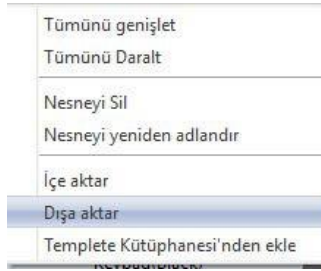 Tümünü genişlet
Tümünü Daralt
Nesneyi Sil
Nesneyi yeniden adlandır
İçe aktar
Dışa aktar
Templete Kütüphanesi'nden ekle